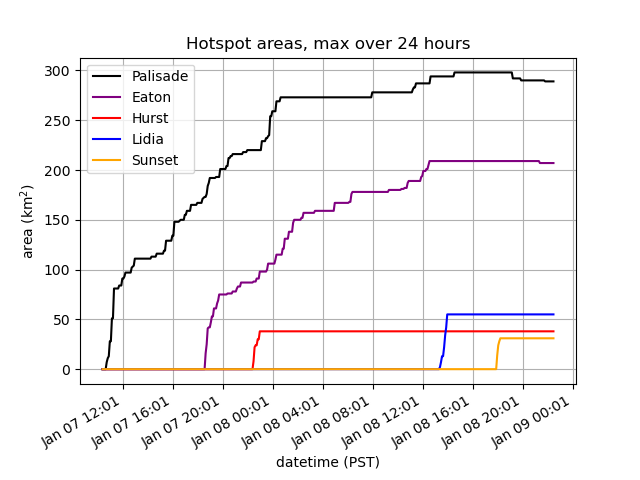 Hotspot areas, max over 24 hours
Palisade
Eaton
Hurst
Lidia
Sunset
area (km²)
300
250
200
150
100
50
0
Jan 07 12:01
Jan 07 16:01
Jan 07 20:01
Jan 08 00:01
Jan 08 04:01
Jan 08 08:01
Jan 08 12:01
Jan 08 16:01
Jan 08 20:01
Jan 09 00:01
datetime (PST)